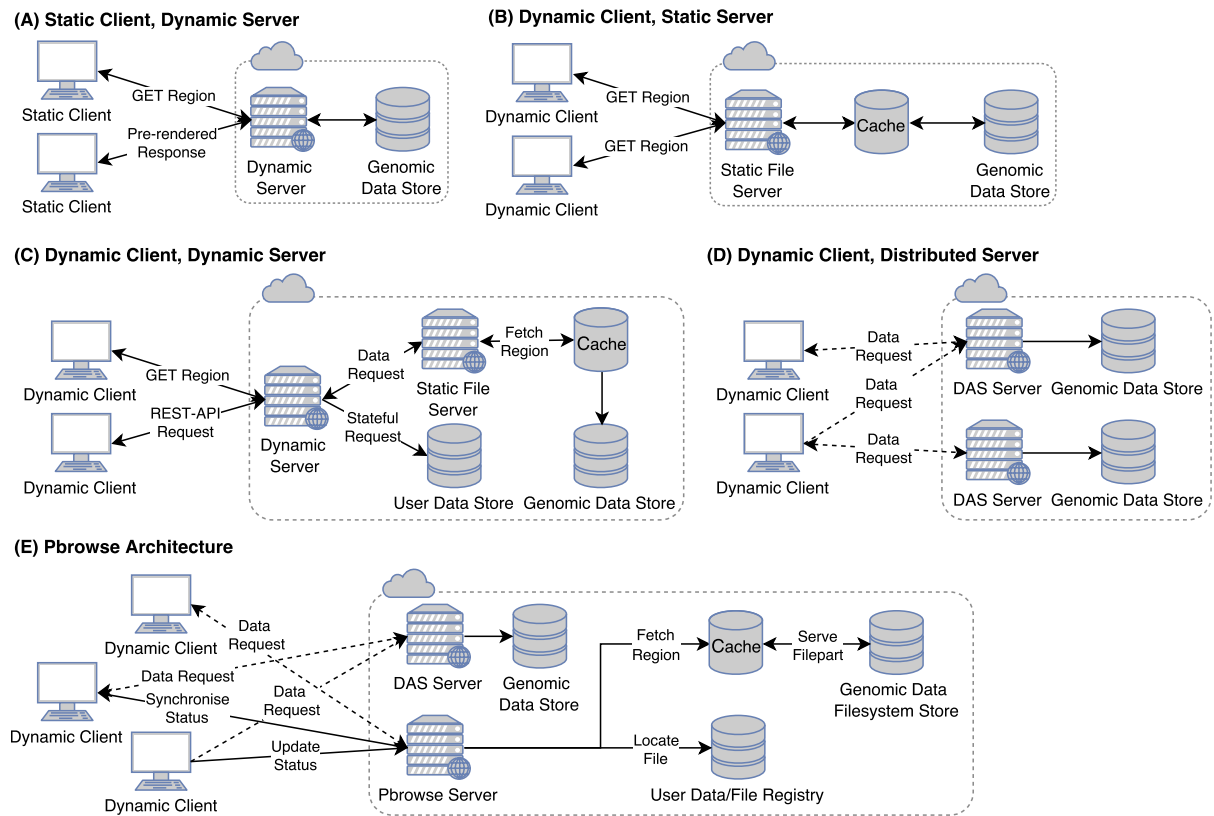 (A) Static Client, Dynamic Server
Static Client
GET Region
Pre-rendered
Response
Static Client
Dynamic
Server
Genomic
Data Store
(B) Dynamic Client, Static Server
Dynamic Client
GET Region
GET Region
Dynamic Client
Static File
Server
Cache
Genomic
Data Store
(C) Dynamic Client, Dynamic Server
Dynamic Client
GET Region
REST-API
Request
Dynamic Client
Dynamic
Server
Data
Request
Stateful
Request
Static File
Server
Fetch
Region
Cache
User Data Store
Genomic Data Store
(D) Dynamic Client, Distributed Server
Dynamic Client
Data
Request
Data
Request
Data
Request
Dynamic Client
DAS Server
Genomic Data Store
DAS Server
Genomic Data Store
(E) Pbrowse Architecture
Dynamic Client
Data
Request
Data Request
Synchronise
Status
Data
Request
Dynamic Client
Update
Status
Dynamic Client
DAS Server
Genomic
Data Store
Pbrowse Server
Fetch
Region
Cache
Serve
Filepart
Genomic Data
Filesystem Store
Locate
File
User Data/File Registry